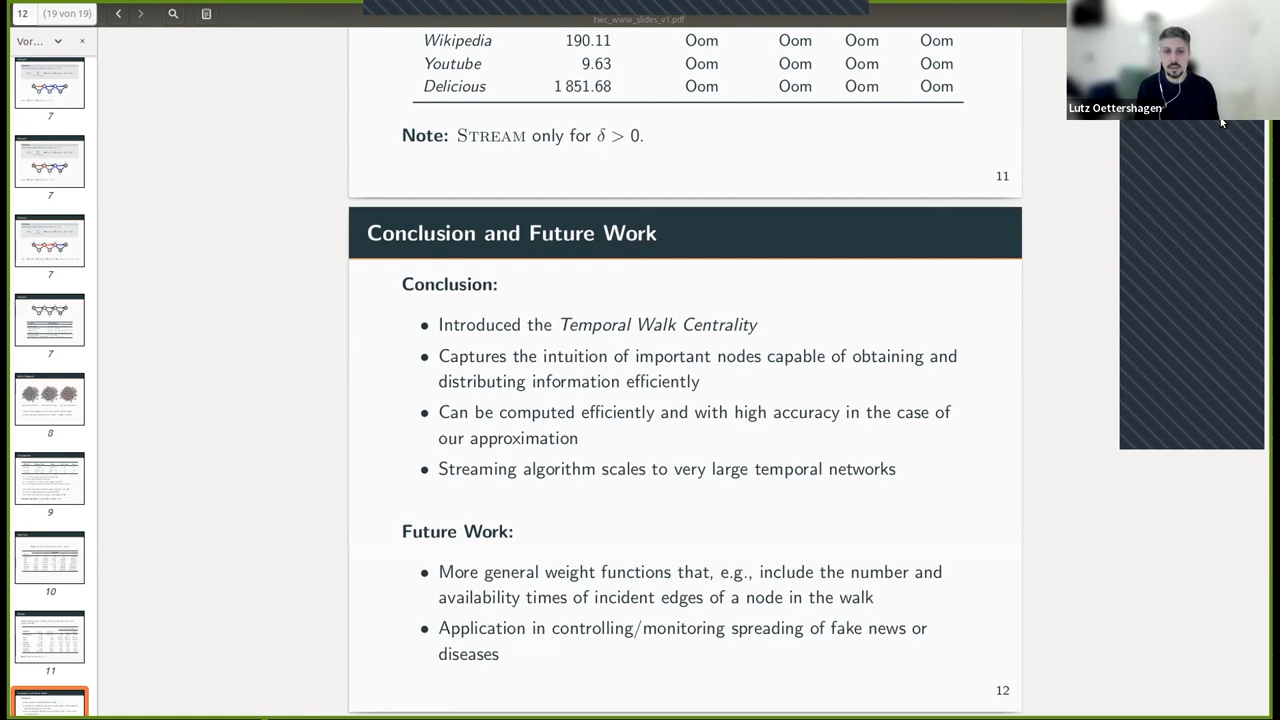 12 (19 von 19)
twc_www_slides_v1.pdf
Vor...
7
7
7
7
8
9
10
11
Wikipedia 190.11 Oom Oom Oom Oom
Youtube 9.63 Oom Oom Oom Oom
Delicious 1 851.68 Oom Oom Oom Oom
Note: STREAM only for δ > 0.
11
Conclusion and Future Work
Conclusion:
• Introduced the Temporal Walk Centrality
• Captures the intuition of important nodes capable of obtaining and
distributing information efficiently
• Can be computed efficiently and with high accuracy in the case of
our approximation
• Streaming algorithm scales to very large temporal networks
Future Work:
• More general weight functions that, e.g., include the number and
availability times of incident edges of a node in the walk
• Application in controlling/monitoring spreading of fake news or
diseases
12
Lutz Oettershagen